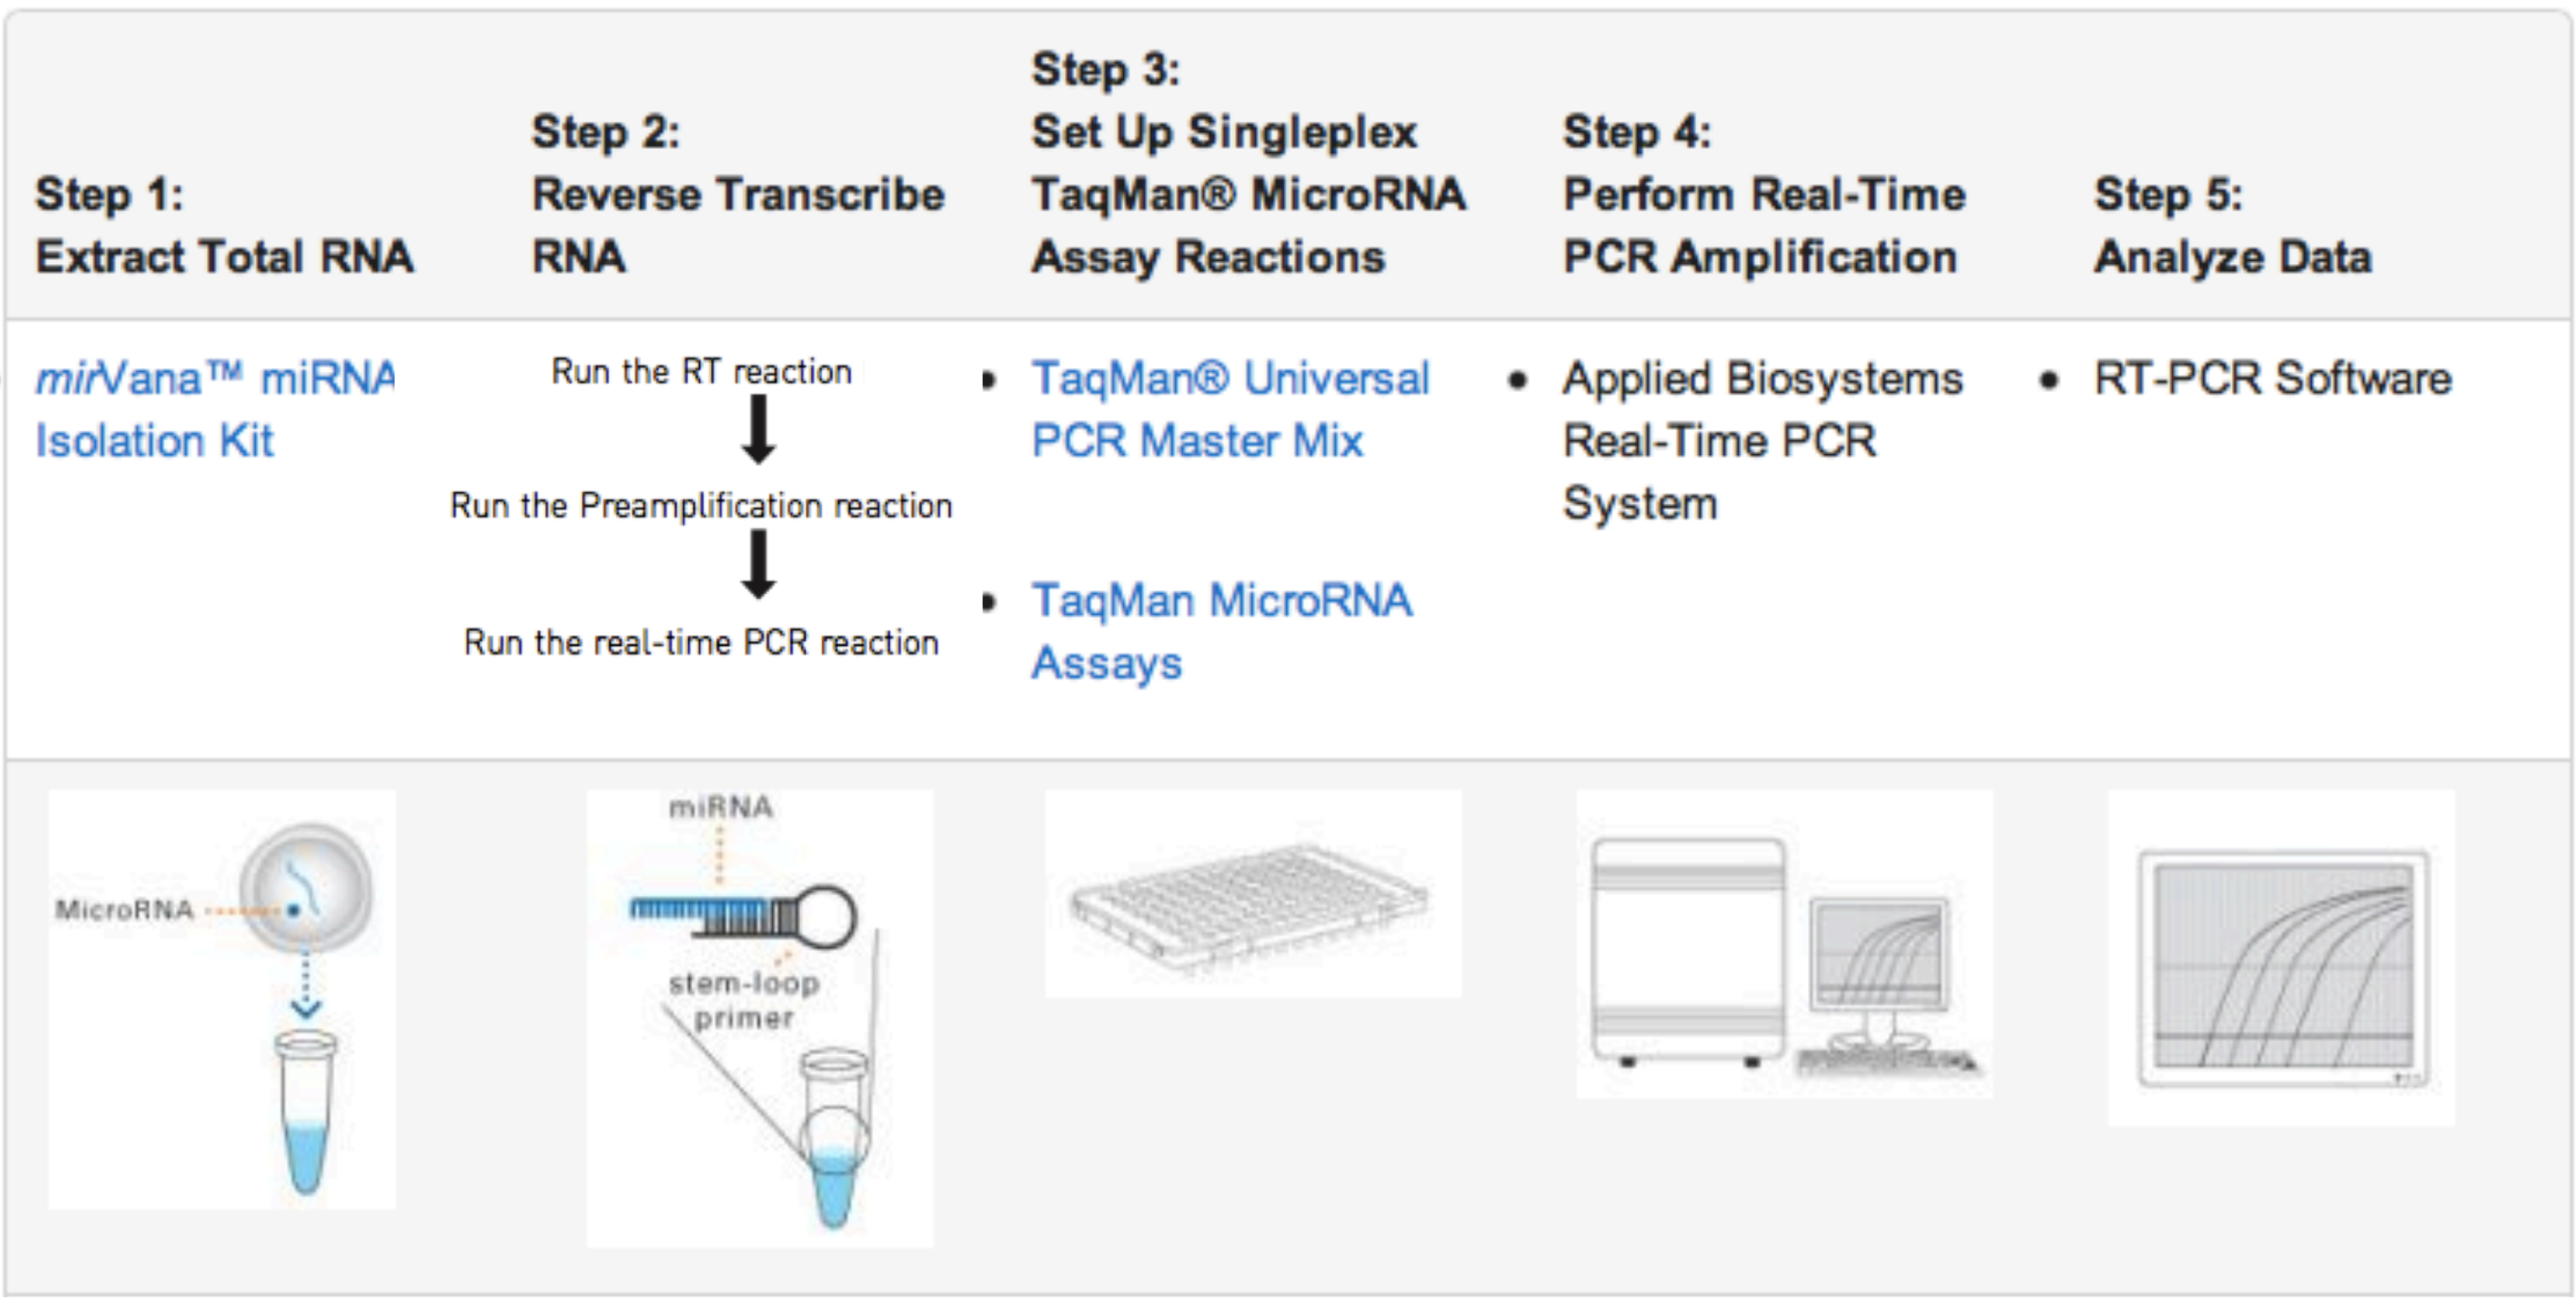 Step 1:
Extract Total RNA
Step 2:
Reverse Transcribe
RNA
Step 3:
Set Up Singleplex
TaqMan® MicroRNA
Assay Reactions
Step 4:
Perform Real-Time
PCR Amplification
Step 5:
Analyze Data
mirVana™ miRNA
Isolation Kit
Run the RT reaction
Run the Preamplification reaction
Run the real-time PCR reaction
• TaqMan® Universal
PCR Master Mix
• TaqMan MicroRNA
Assays
• Applied Biosystems
Real-Time PCR
System
• RT-PCR Software
MicroRNA
miRNA
stem-loop
primer